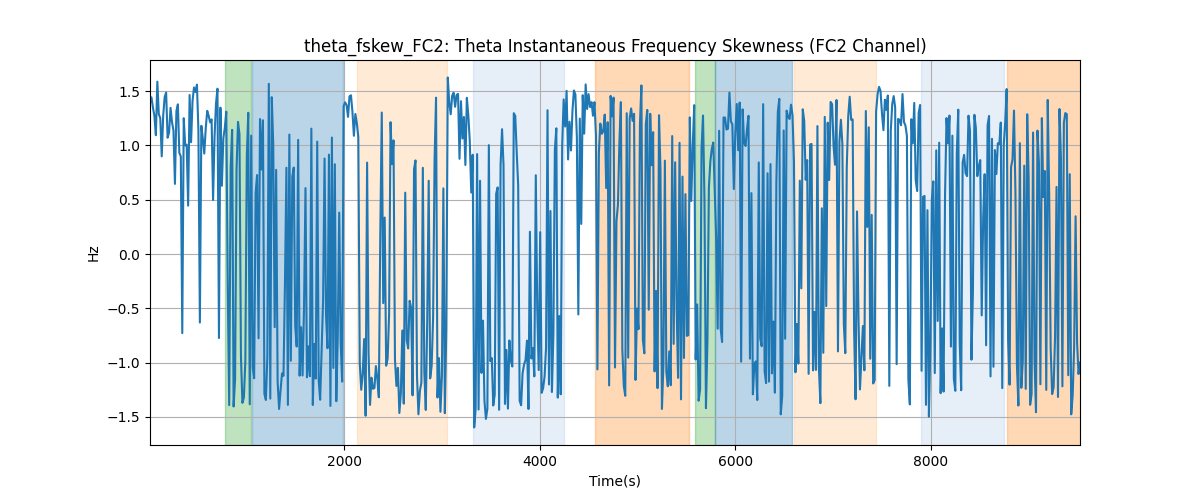 theta_fskew_FC2: Theta Instantaneous Frequency Skewness (FC2 Channel)
1.5
1.0
0.5
0.0
−0.5
−1.0
−1.5
Hz
2000 4000 6000 8000
Time(s)